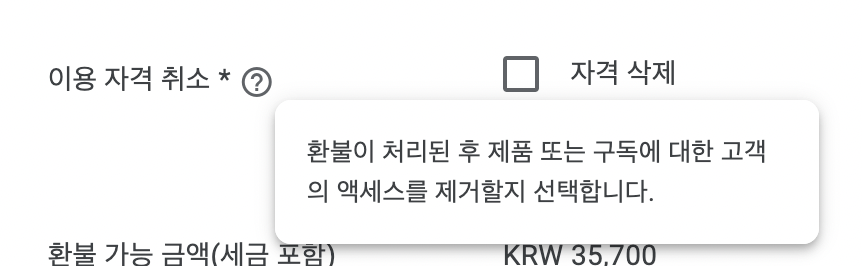 이용 자격 취소 * ?
자격 삭제
환불이 처리된 후 제품 또는 구독에 대한 고객
의 액세스를 제거할지 선택합니다.
환불 가능 금액(세금 포함)
KRW 35,700